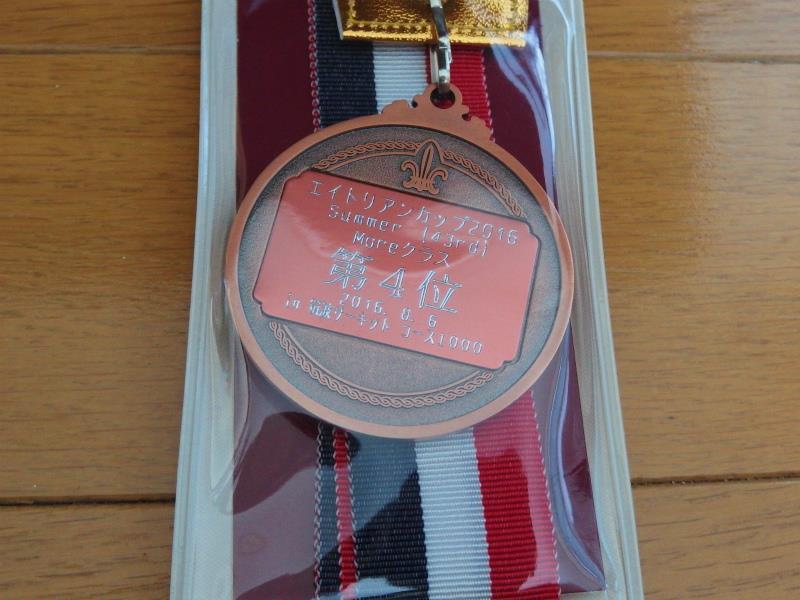 エイトリアンカップ2016
Summer (43rd)
Moreクラス
第4位
2016. 8. 6
in サーキット コース1000